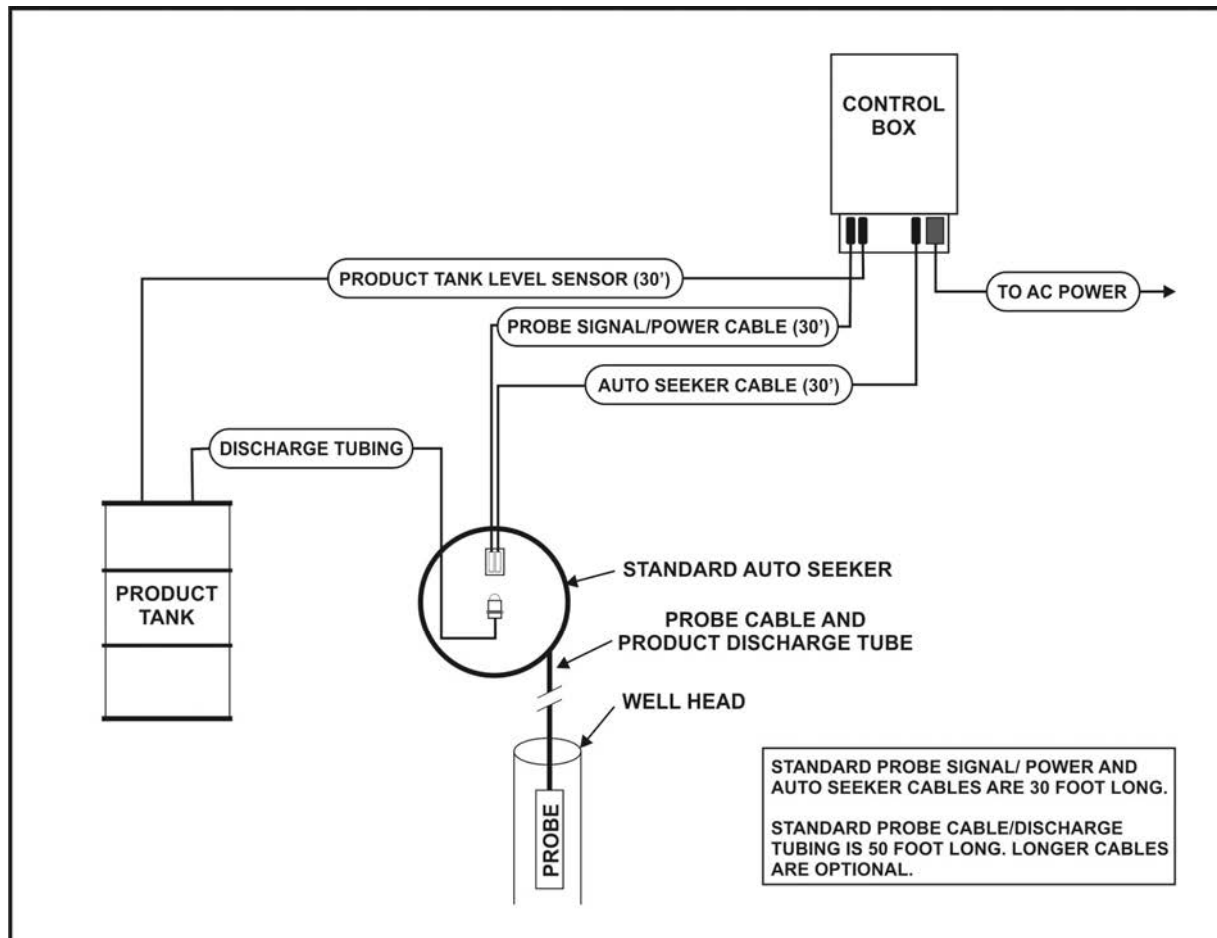 CONTROL
BOX
PRODUCT TANK LEVEL SENSOR (30')
TO AC POWER
PROBE SIGNAL/POWER CABLE (30')
AUTO SEEKER CABLE (30')
DISCHARGE TUBING
PRODUCT
TANK
STANDARD AUTO SEEKER
PROBE CABLE AND
PRODUCT DISCHARGE TUBE
WELL HEAD
PROBE
STANDARD PROBE SIGNAL/ POWER AND
AUTO SEEKER CABLES ARE 30 FOOT LONG.
STANDARD PROBE CABLE/DISCHARGE
TUBING IS 50 FOOT LONG. LONGER CABLES
ARE OPTIONAL.